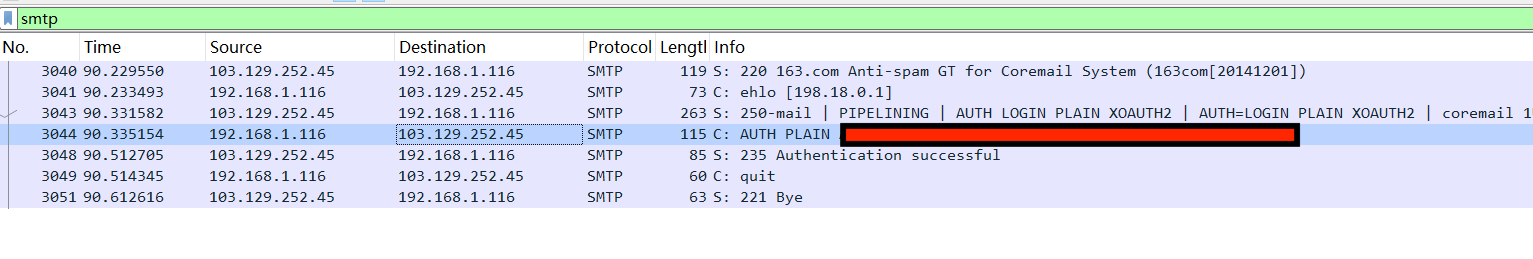 smtp
No. Time Source Destination Protocol Lengtl Info
3040 90.229550 103.129.252.45 192.168.1.116 SMTP 119 S: 220 163.com Anti-spam GT for Coremail System (163com[20141201])
3041 90.233493 192.168.1.116 103.129.252.45 SMTP 73 C: ehlo [198.18.0.1]
3043 90.331582 103.129.252.45 192.168.1.116 SMTP 263 S: 250-mail | PIPELINING | AUTH LOGIN PLAIN XOAUTH2 | AUTH=LOGIN PLAIN XOAUTH2 | coremail
3044 90.335154 192.168.1.116 103.129.252.45 SMTP 115 C: AUTH PLAIN
3048 90.512705 103.129.252.45 192.168.1.116 SMTP 85 S: 235 Authentication successful
3049 90.514345 192.168.1.116 103.129.252.45 SMTP 60 C: quit
3051 90.612616 103.129.252.45 192.168.1.116 SMTP 63 S: 221 Bye